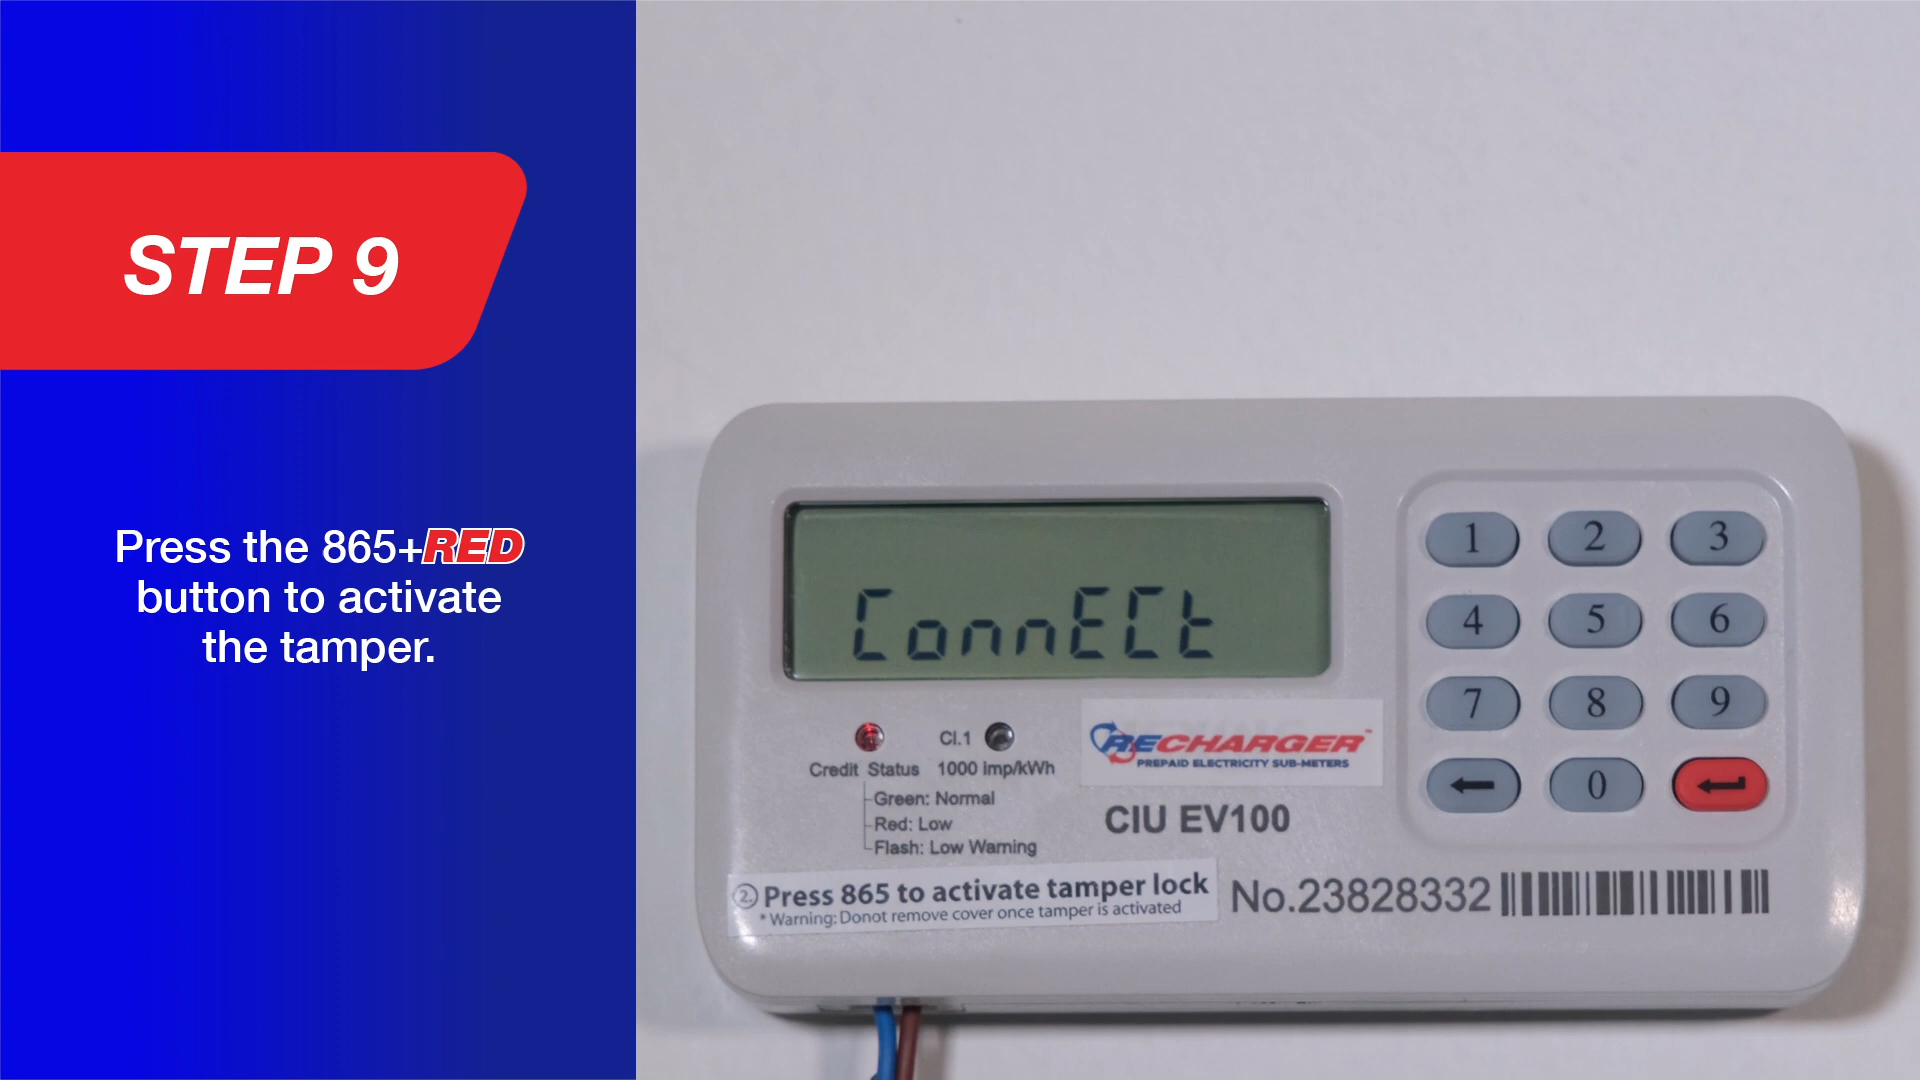 STEP 9
Press the 865+RED
button to activate
the tamper.
ConnECt
1 2 3
4 5 6
7 8 9
0
Cl.1
Credit Status 1000 imp/kWh
Green: Normal
Red: Low
Flash: Low Warning
RECHARGER™
PREPAID ELECTRICITY SUB-METERS
CIU EV100
2. Press 865 to activate tamper lock
* Warning: Donot remove cover once tamper is activated
No.23828332